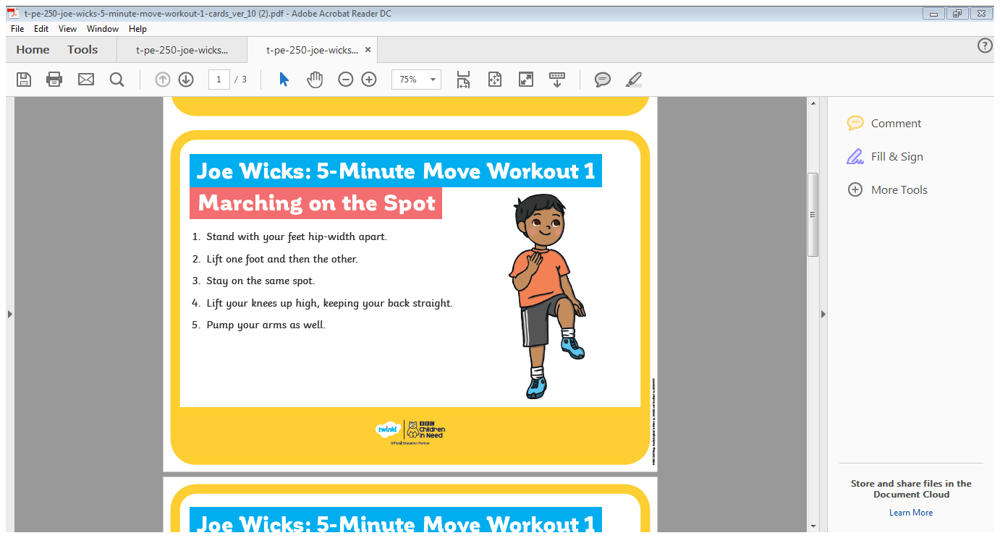 t-pe-250-joe-wicks-5-minute-move-workout-1-cards_ver_10 (2).pdf - Adobe Acrobat Reader DC
File Edit View Window Help
Home Tools t-pe-250-joe-wicks... t-pe-250-joe-wicks...
1 / 3 75%
Joe Wicks: 5-Minute Move Workout 1
Marching on the Spot
1. Stand with your feet hip-width apart.
2. Lift one foot and then the other.
3. Stay on the same spot.
4. Lift your knees up high, keeping your back straight.
5. Pump your arms as well.
twinkl
BBC
Children
in Need
Official Education Partner
Joe Wicks: 5-Minute Move Workout 1
Comment
Fill & Sign
More Tools
Store and share files in the
Document Cloud
Learn More